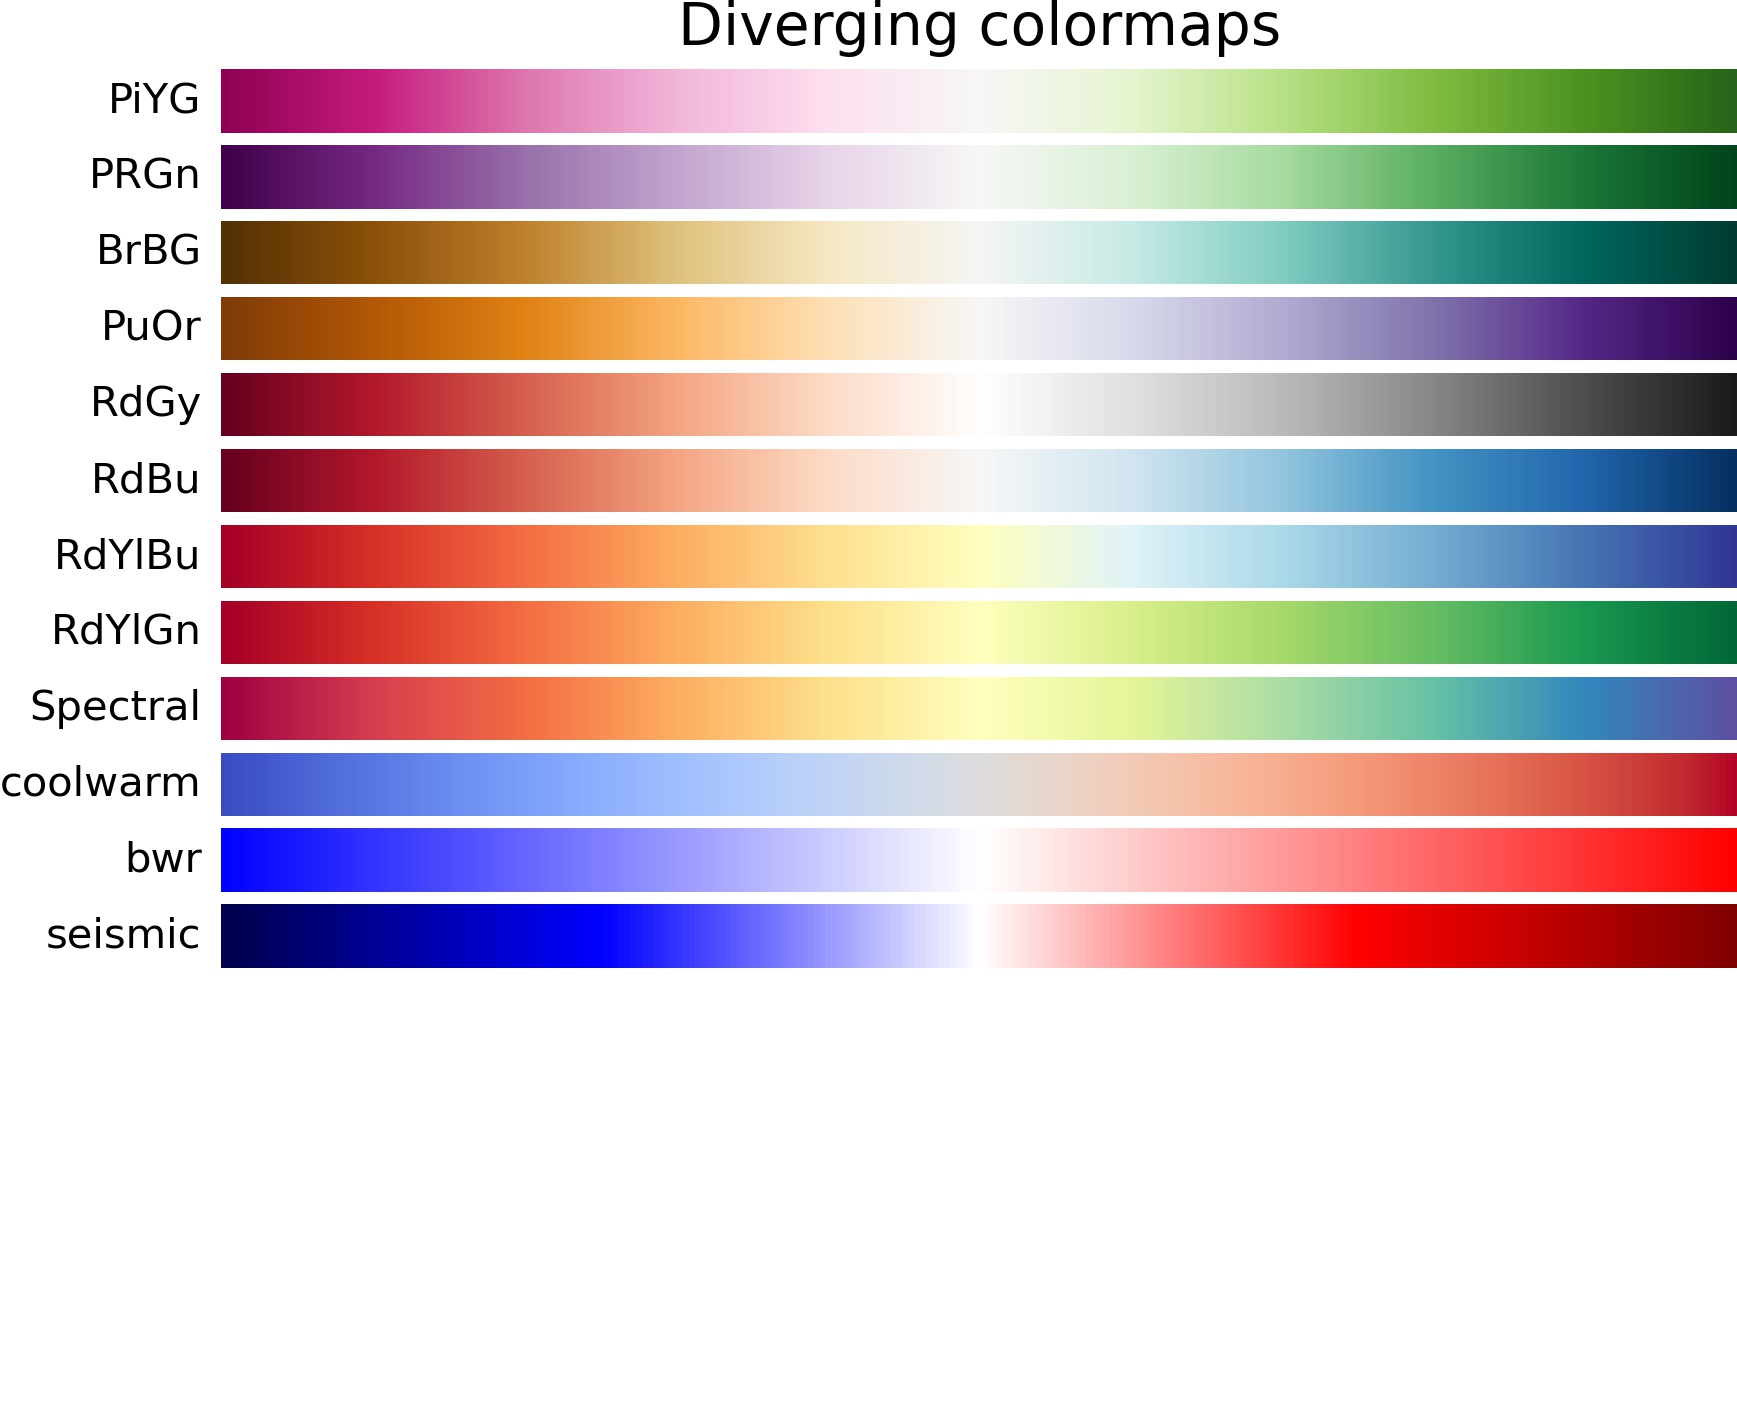 Diverging colormaps
PiYG
PRGn
BrBG
PuOr
RdGy
RdBu
RdYlBu
RdYlGn
Spectral
coolwarm
bwr
seismic